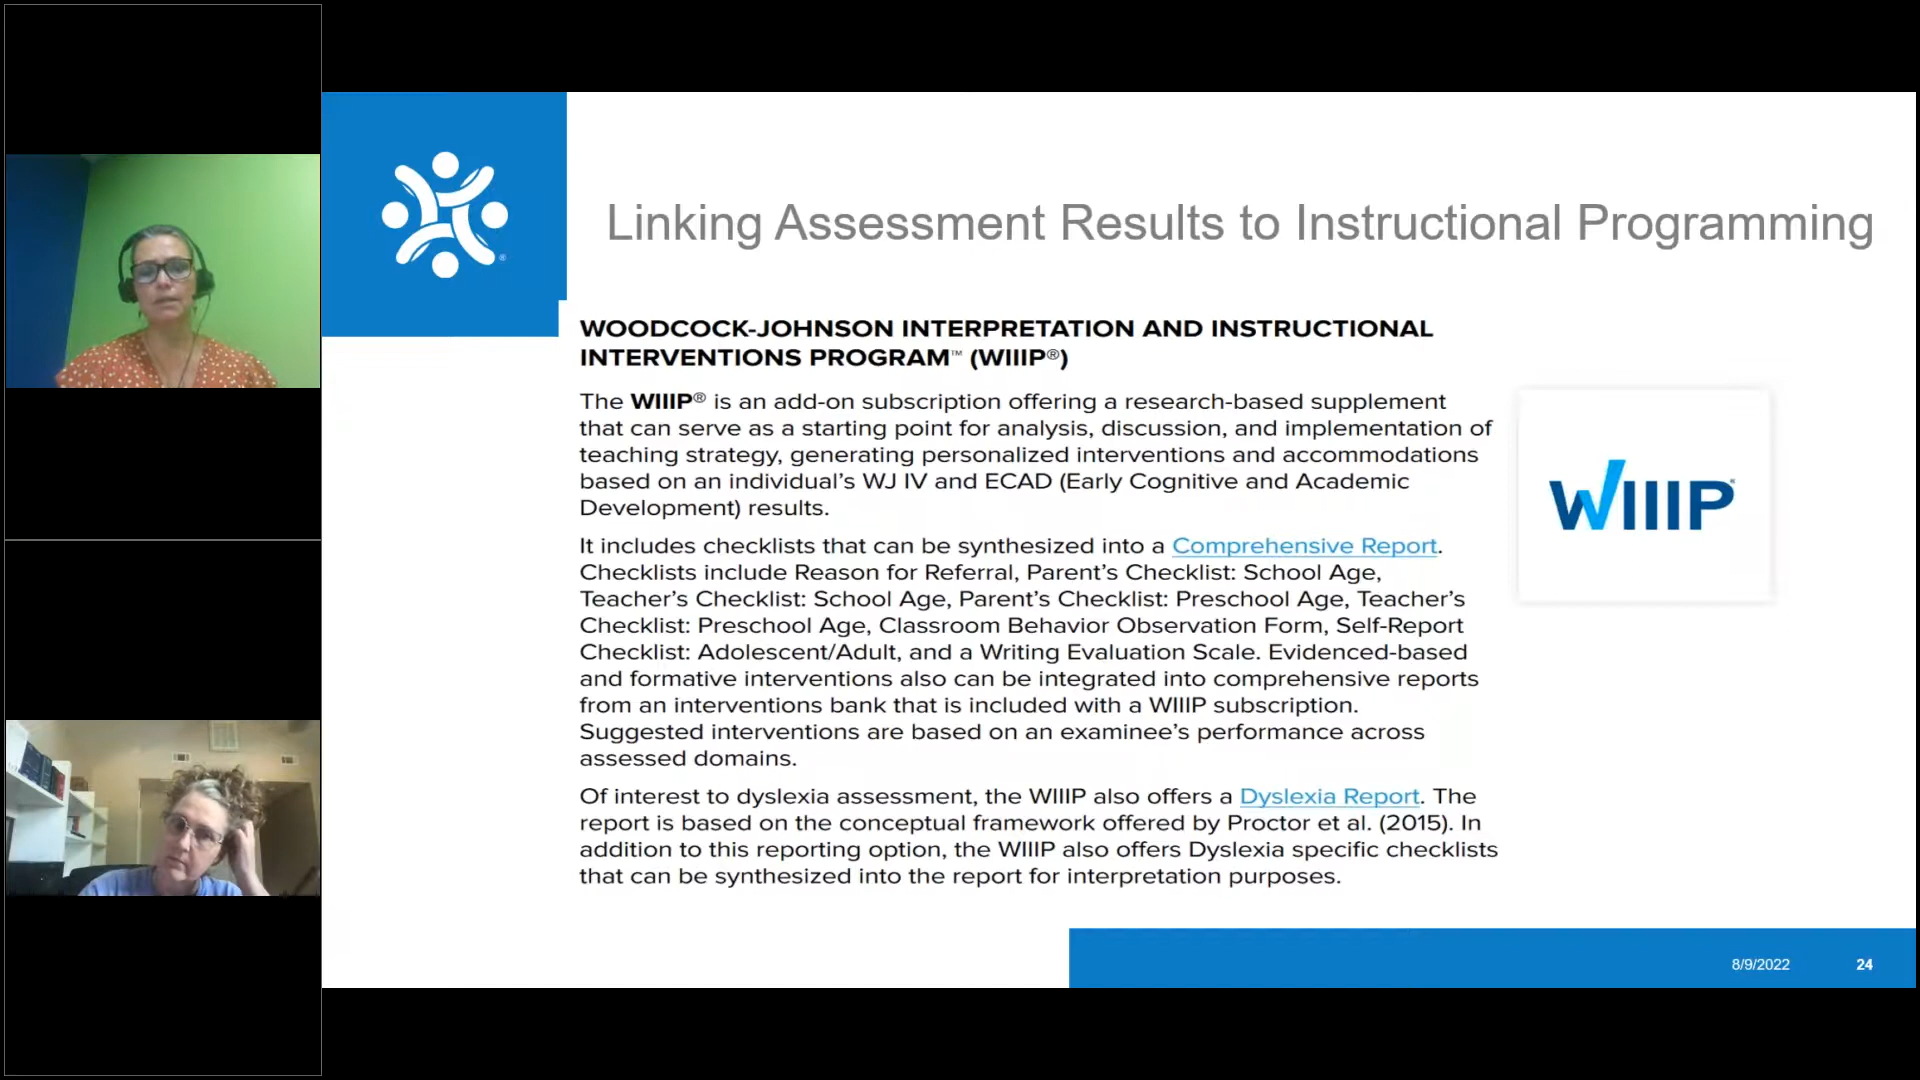 Linking Assessment Results to Instructional Programming
WOODCOCK-JOHNSON INTERPRETATION AND INSTRUCTIONAL
INTERVENTIONS PROGRAM™ (WIIIP®)
The WIIIP® is an add-on subscription offering a research-based supplement
that can serve as a starting point for analysis, discussion, and implementation of
teaching strategy, generating personalized interventions and accommodations
based on an individual’s WJ IV and ECAD (Early Cognitive and Academic
Development) results.
It includes checklists that can be synthesized into a Comprehensive Report.
Checklists include Reason for Referral, Parent’s Checklist: School Age,
Teacher’s Checklist: School Age, Parent’s Checklist: Preschool Age, Teacher’s
Checklist: Preschool Age, Classroom Behavior Observation Form, Self-Report
Checklist: Adolescent/Adult, and a Writing Evaluation Scale. Evidenced-based
and formative interventions also can be integrated into comprehensive reports
from an interventions bank that is included with a WIIIP subscription.
Suggested interventions are based on an examinee’s performance across
assessed domains.
Of interest to dyslexia assessment, the WIIIP also offers a Dyslexia Report. The
report is based on the conceptual framework offered by Proctor et al. (2015). In
addition to this reporting option, the WIIIP also offers Dyslexia specific checklists
that can be synthesized into the report for interpretation purposes.
WIIIP®
8/9/2022 24